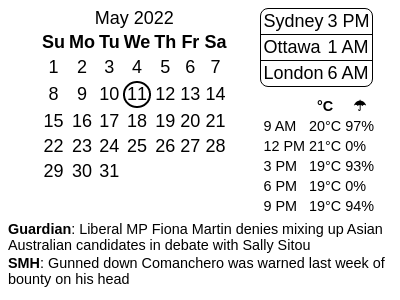 May 2022
Su Mo Tu We Th Fr Sa
1 2 3 4 5 6 7
8 9 10 11 12 13 14
15 16 17 18 19 20 21
22 23 24 25 26 27 28
29 30 31
Sydney 3 PM
Ottawa 1 AM
London 6 AM
°C ☂
9 AM 20°C 97%
12 PM 21°C 0%
3 PM 19°C 93%
6 PM 19°C 0%
9 PM 19°C 94%
Guardian: Liberal MP Fiona Martin denies mixing up Asian
Australian candidates in debate with Sally Sitou
SMH: Gunned down Comanchero was warned last week of
bounty on his head